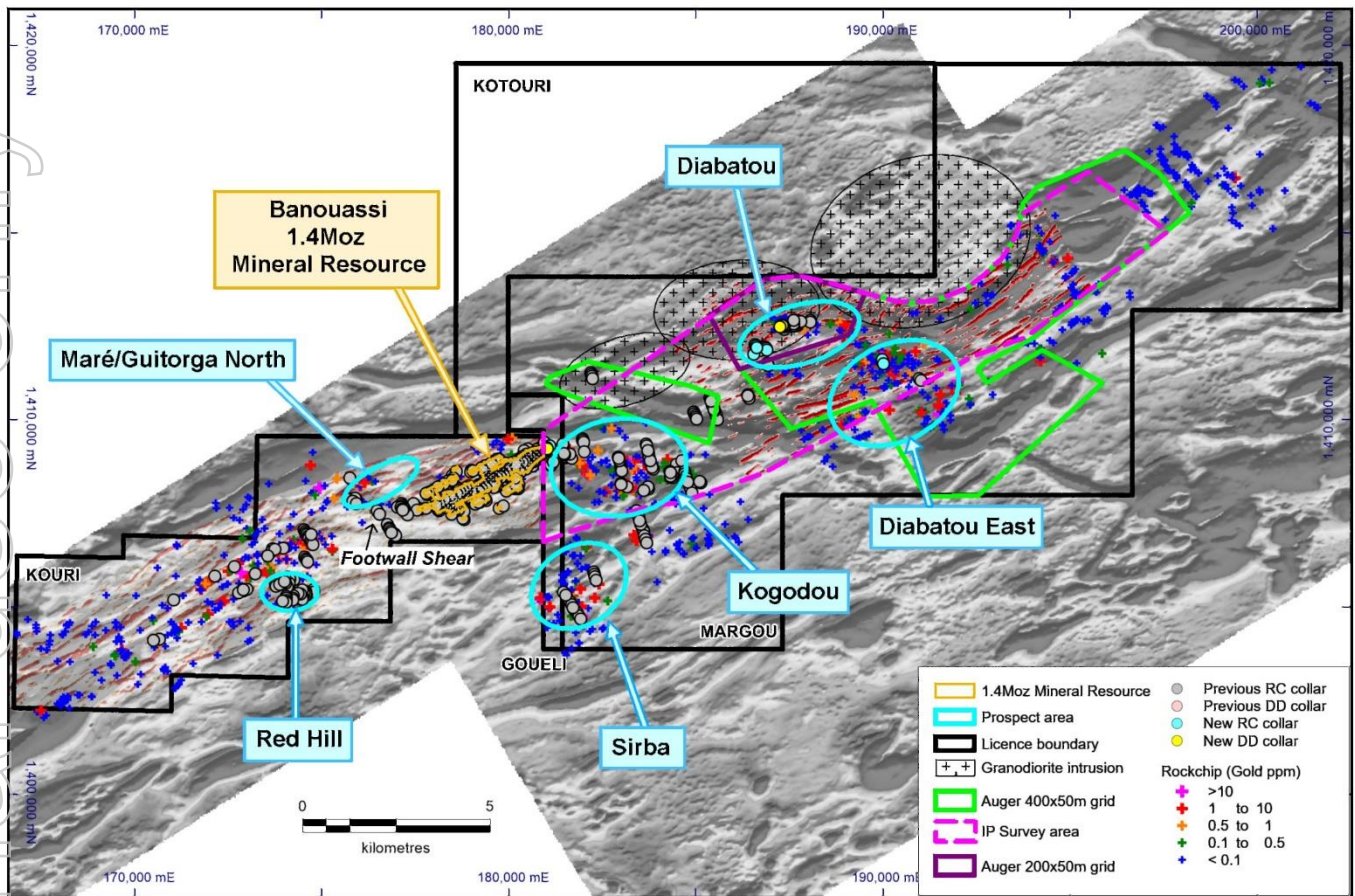 170,000 mE
180,000 mE
190,000 mE
200,000 mE
1,420,000 mN
1,420,000 m
KOTOURI
Diabatou
Banouassi
1.4Moz
Mineral Resource
Maré/Guitorga North
1,410,000 mN
1,410,000 mN
Diabatou East
Footwall Shear
KOURI
Kogodou
MARGOU
GOUELI
Red Hill
Sirba
1,400,000 mN
0 5
kilometres
1.4Moz Mineral Resource
Prospect area
Licence boundary
Granodiorite intrusion
Auger 400x50m grid
IP Survey area
Auger 200x50m grid
Previous RC collar
Previous DD collar
New RC collar
New DD collar
Rockchip (Gold ppm)
>10
1 to 10
0.5 to 1
0.1 to 0.5
< 0.1
170,000 mE
180,000 mE
190,000 mE